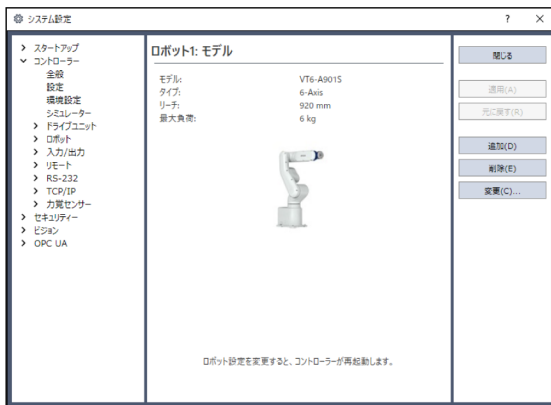 システム設定
?
×
スタートアップ
コントローラー
全般
設定
環境設定
シミュレーター
ドライブユニット
ロボット
入力/出力
リモート
RS-232
TCP/IP
力覚センサー
セキュリティー
ビジョン
OPC UA
ロボット1: モデル
モデル: VT6-A901S
タイプ: 6-Axis
リーチ: 920 mm
最大負荷: 6 kg
ロボット設定を変更すると、コントローラーが再起動します。
閉じる
適用(A)
元に戻す(R)
追加(D)
削除(E)
変更(C)...